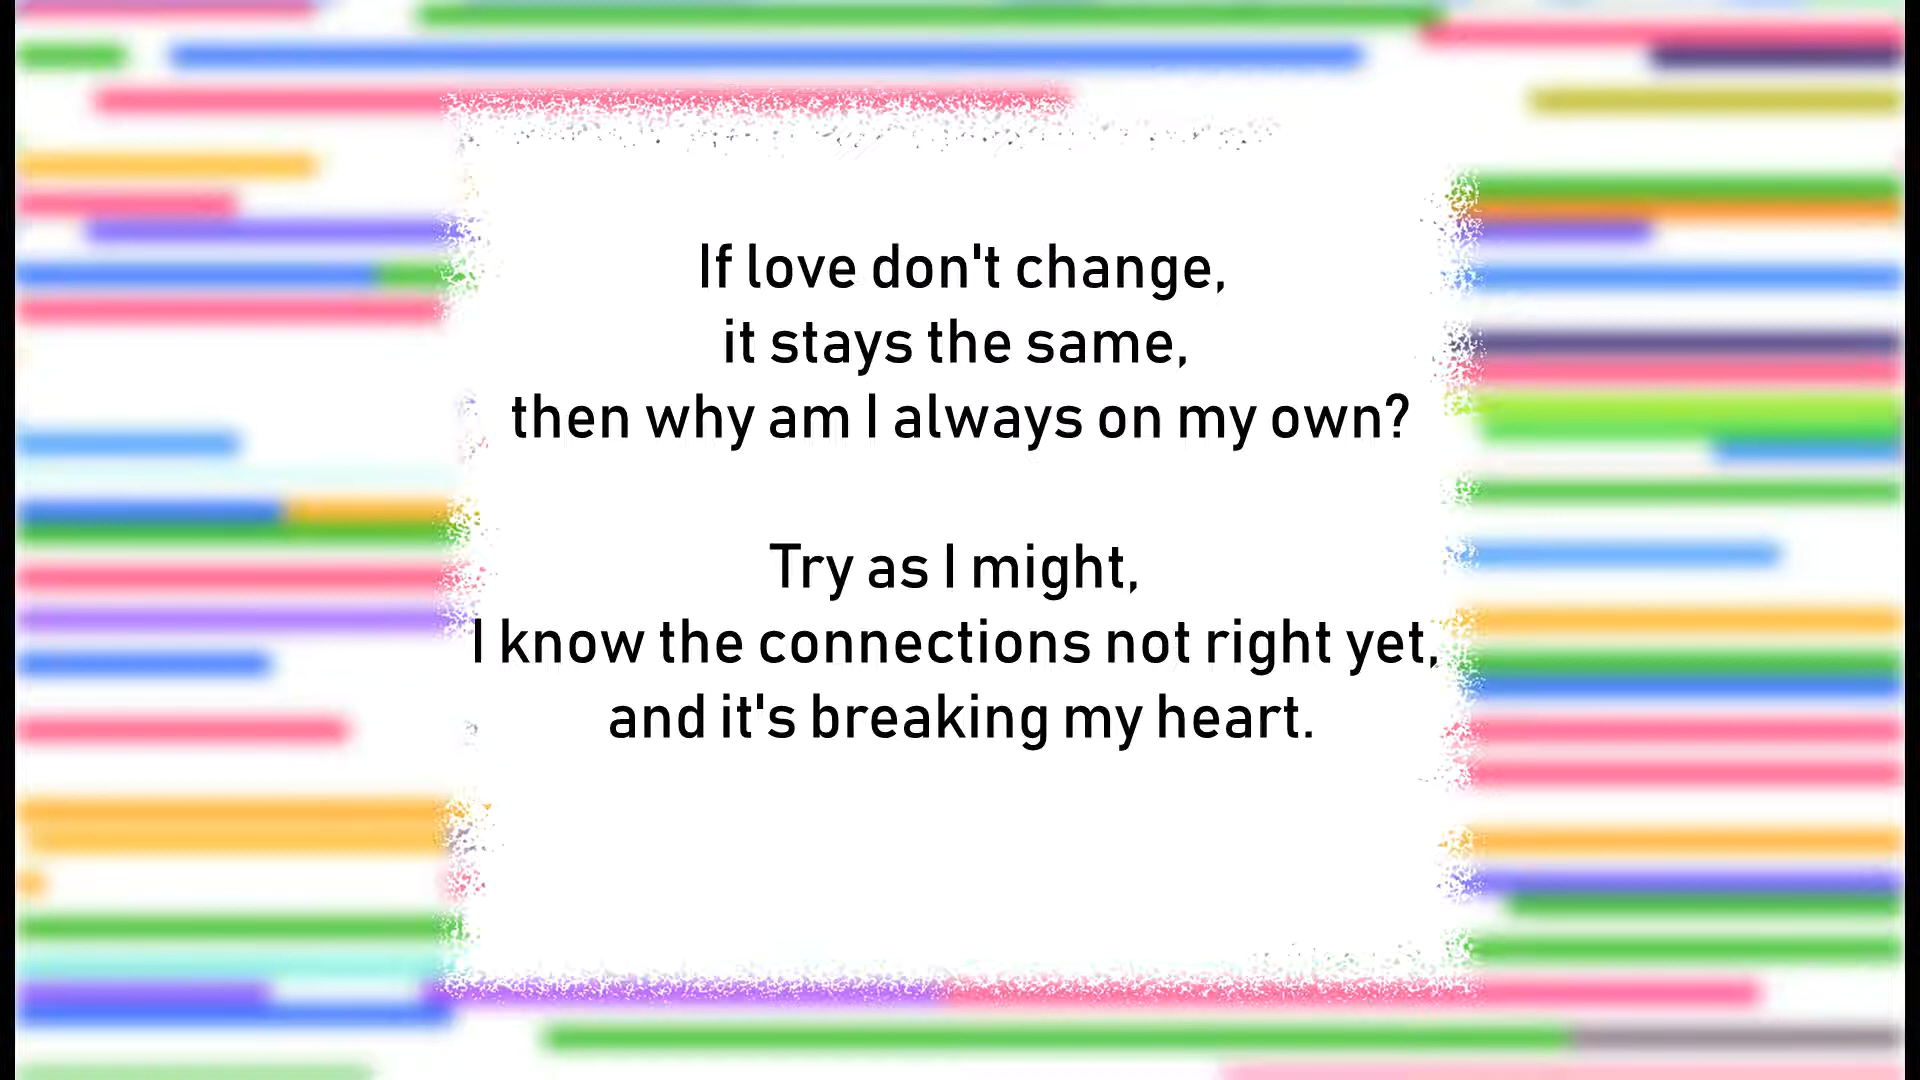 If love don't change,
it stays the same,
then why am I always on my own?
Try as I might,
I know the connections not right yet,
and it's breaking my heart.